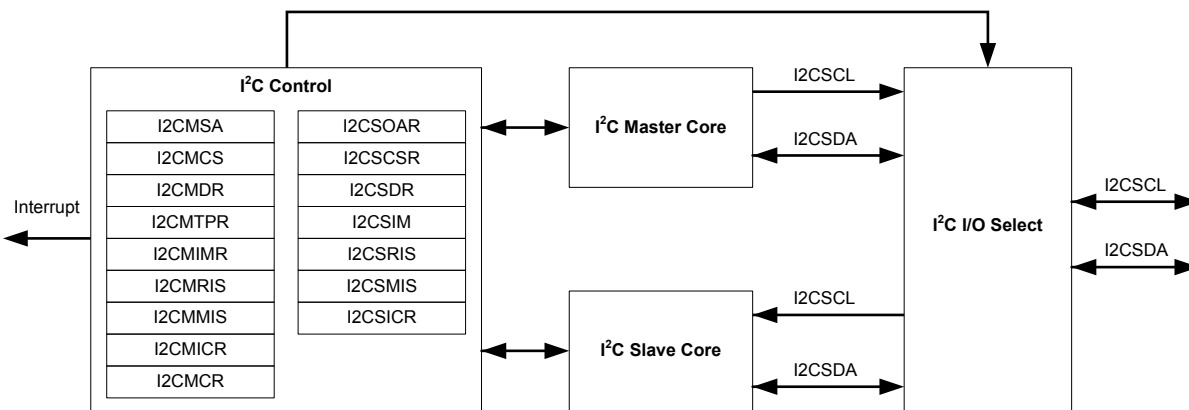 I²C Control
I2CMSA
I2CMCS
I2CMDR
I2CMTPR
I2CMIMR
I2CMRIS
I2CMMIS
I2CMICR
I2CMCR
I2CSOAR
I2CSCSR
I2CSDR
I2CSIM
I2CSRIS
I2CSMIS
I2CSICR
Interrupt
I²C Master Core
I2CSCL
I2CSDA
I²C Slave Core
I2CSCL
I2CSDA
I²C I/O Select
I2CSCL
I2CSDA